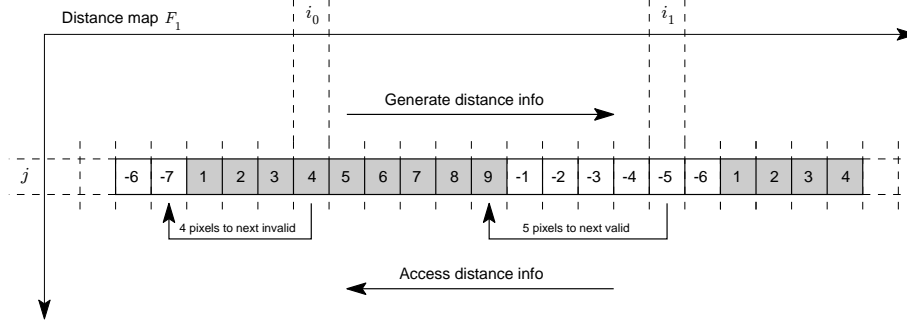 Distance map F₁ i₀ i₁
Generate distance info
j -6 -7 1 2 3 4 5 6 7 8 9 -1 -2 -3 -4 -5 -6 1 2 3 4
4 pixels to next invalid 5 pixels to next valid
Access distance info